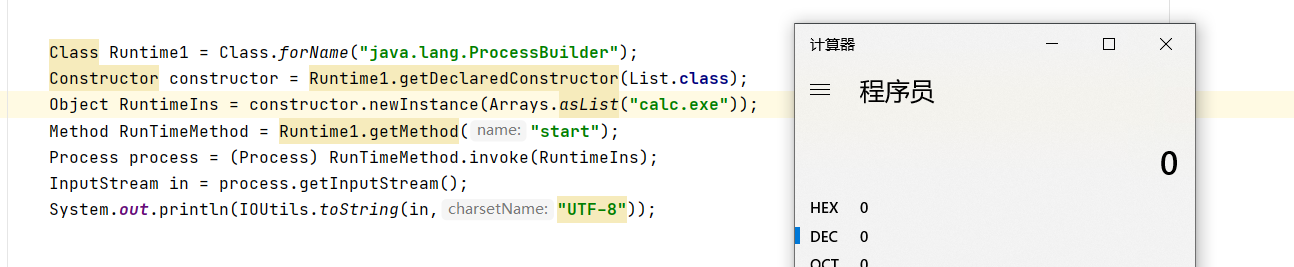 Class Runtime1 = Class.forName("java.lang.ProcessBuilder");
Constructor constructor = Runtime1.getDeclaredConstructor(List.class);
Object RuntimeIns = constructor.newInstance(Arrays.asList("calc.exe"));
Method RunTimeMethod = Runtime1.getMethod( name: "start");
Process process = (Process) RunTimeMethod.invoke(RuntimeIns);
InputStream in = process.getInputStream();
System.out.println(IOUtils.toString(in, charsetName: "UTF-8"));
计算器
程序员
0
HEX 0
DEC 0
OCT 0